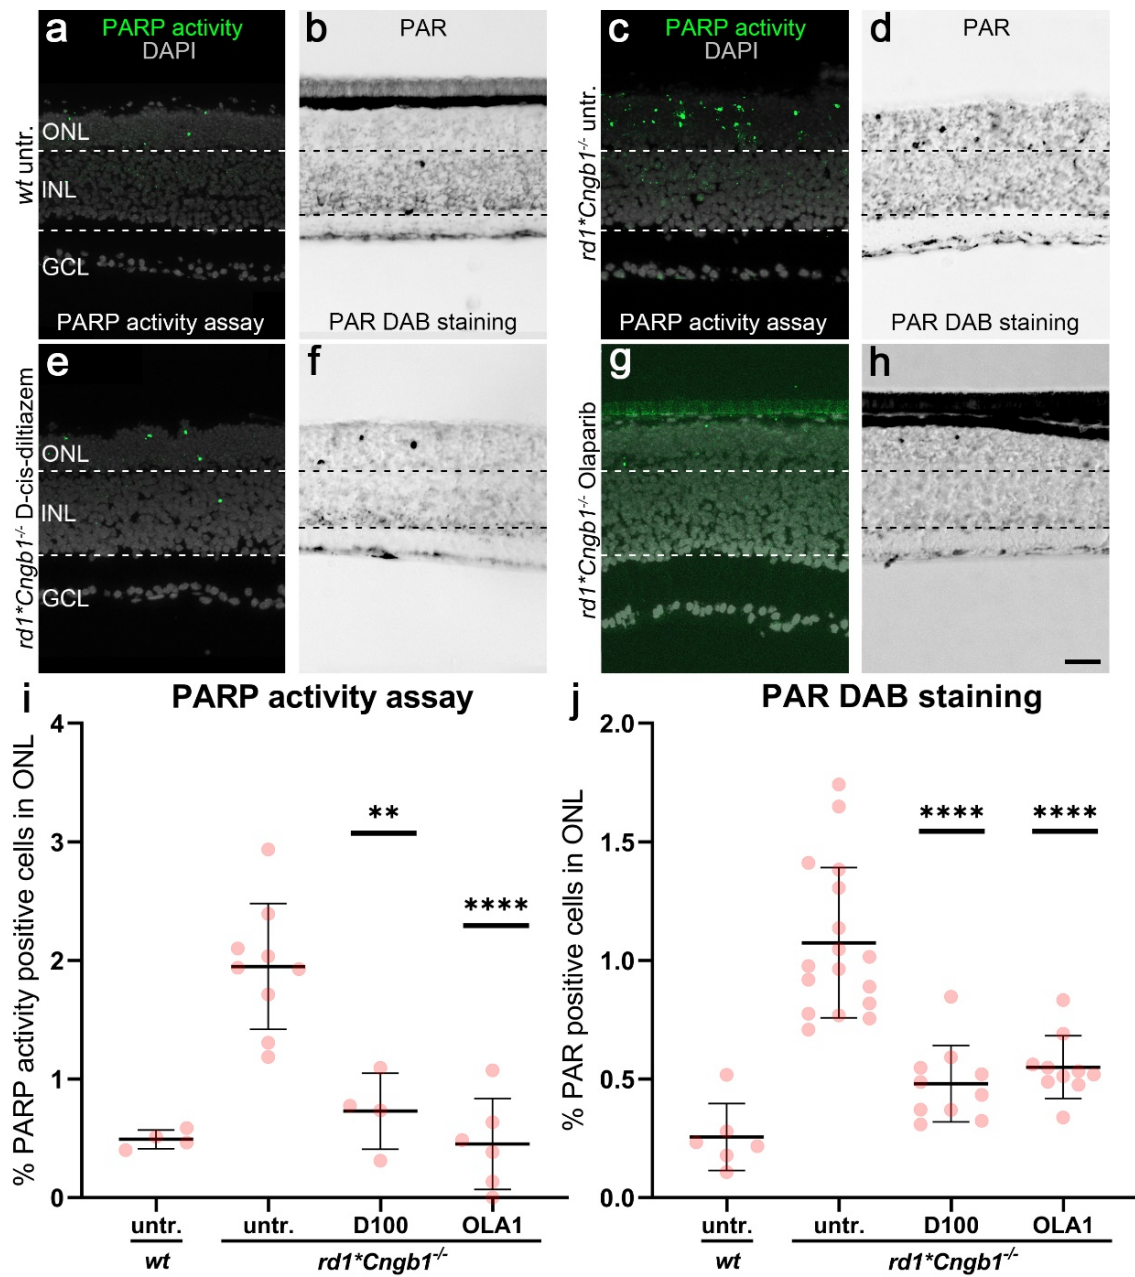 a
PARP activity
DAPI
wt untr.
ONL
INL
GCL
PARP activity assay
b
PAR
PAR DAB staining
c
PARP activity
DAPI
rd1*Cngb1-/- untr.
PARP activity assay
d
PAR
PAR DAB staining
e
rd1*Cngb1-/- D-cis-diltiazem
ONL
INL
GCL
f
g
rd1*Cngb1-/- Olaparib
h
i
PARP activity assay
% PARP activity positive cells in ONL
4
3
2
1
0
**
****
untr.
untr.
D100
OLA1
wt
rd1*Cngb1-/-
j
PAR DAB staining
% PAR positive cells in ONL
2.0
1.5
1.0
0.5
0.0
****
****
untr.
untr.
D100
OLA1
wt
rd1*Cngb1-/-